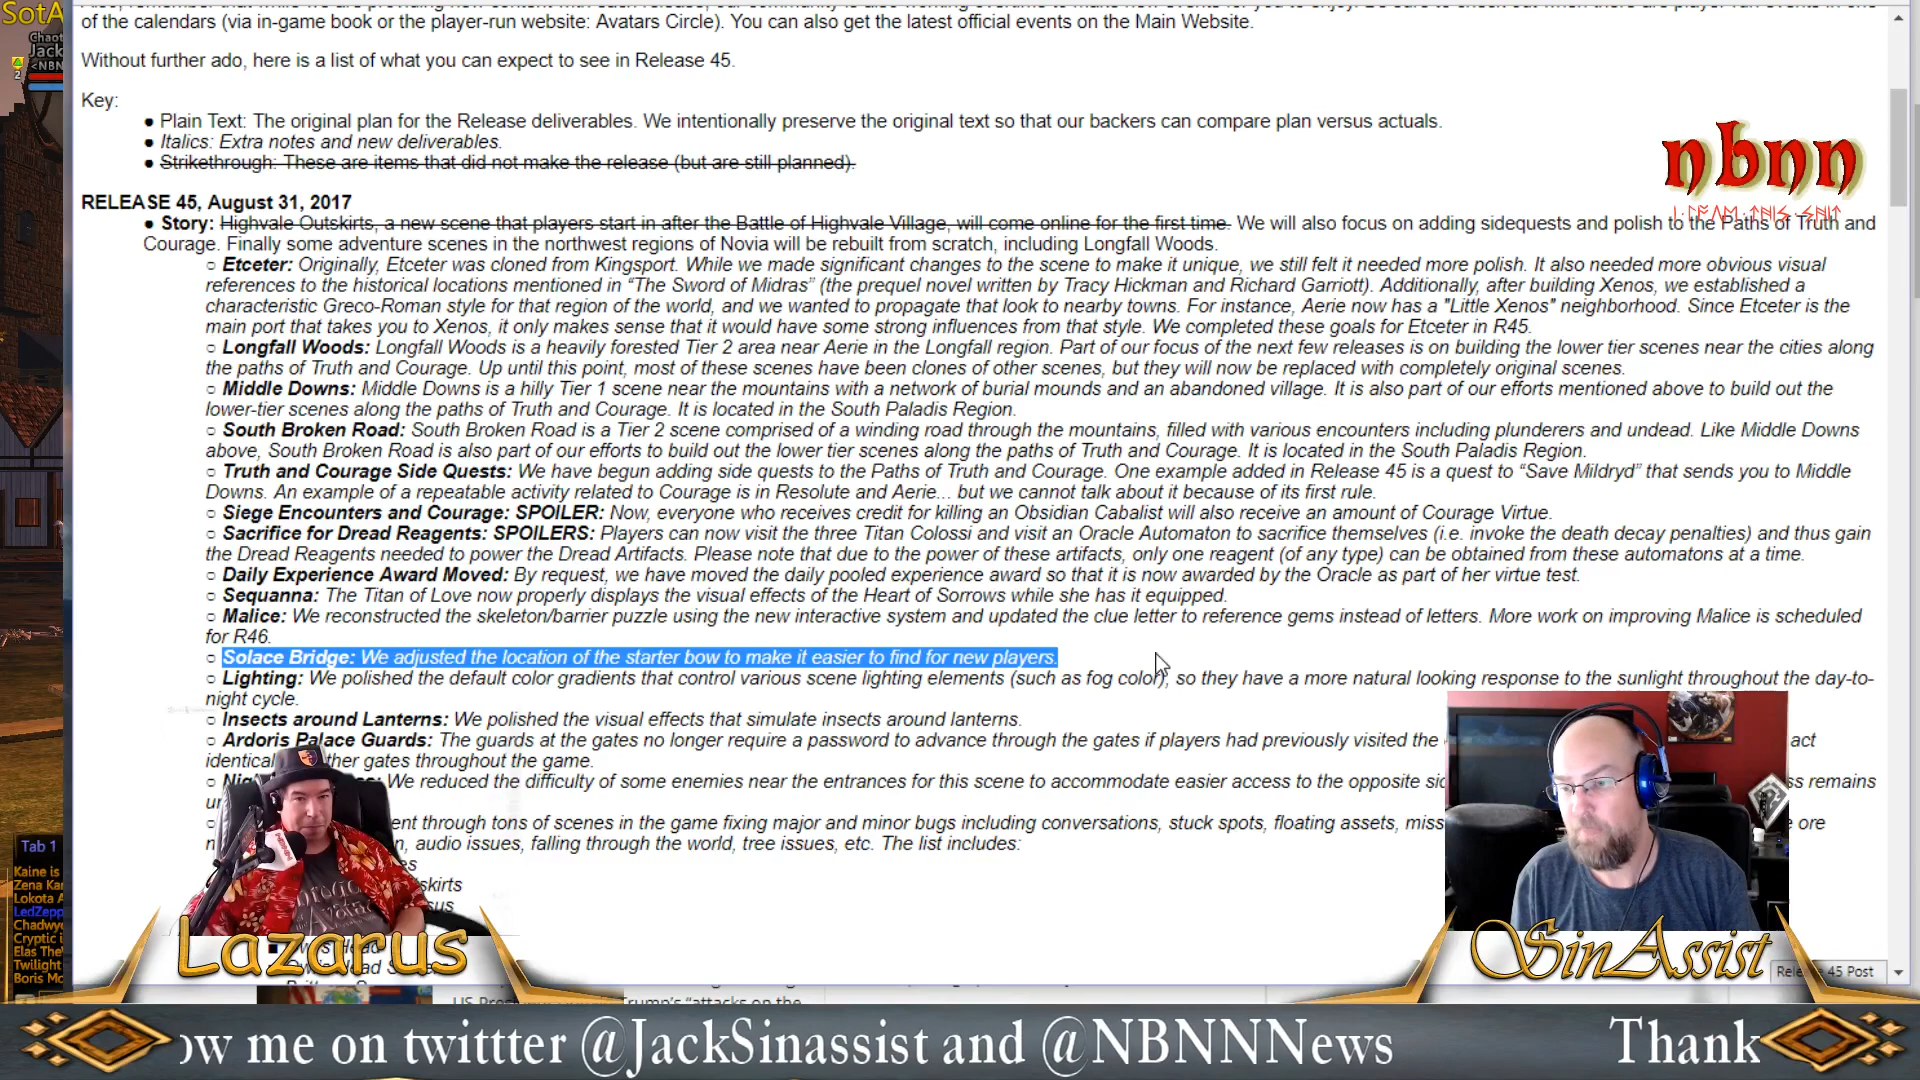 SotA
of the calendars (via in-game book or the player-run website: Avatars Circle). You can also get the latest official events on the Main Website.
Without further ado, here is a list of what you can expect to see in Release 45.
Key:
● Plain Text: The original plan for the Release deliverables. We intentionally preserve the original text so that our backers can compare plan versus actuals.
● Italics: Extra notes and new deliverables.
● Strikethrough: These are items that did not make the release (but are still planned).
nbnn
RELEASE 45, August 31, 2017
● Story: Highvale Outskirts, a new scene that players start in after the Battle of Highvale Village, will come online for the first time. We will also focus on adding sidequests and polish to the Paths of Truth and
Courage. Finally some adventure scenes in the northwest regions of Novia will be rebuilt from scratch, including Longfall Woods.
○ Etceter: Originally, Etceter was cloned from Kingsport. While we made significant changes to the scene to make it unique, we still felt it needed more polish. It also needed more obvious visual
references to the historical locations mentioned in “The Sword of Midras” (the prequel novel written by Tracy Hickman and Richard Garriott). Additionally, after building Xenos, we established a
characteristic Greco-Roman style for that region of the world, and we wanted to propagate that look to nearby towns. For instance, Aerie now has a "Little Xenos" neighborhood. Since Etceter is the
main port that takes you to Xenos, it only makes sense that it would have some strong influences from that style. We completed these goals for Etceter in R45.
○ Longfall Woods: Longfall Woods is a heavily forested Tier 2 area near Aerie in the Longfall region. Part of our focus of the next few releases is on building the lower tier scenes near the cities along
the paths of Truth and Courage. Up until this point, most of these scenes have been clones of other scenes, but they will now be replaced with completely original scenes.
○ Middle Downs: Middle Downs is a hilly Tier 1 scene near the mountains with a network of burial mounds and an abandoned village. It is also part of our efforts mentioned above to build out the
lower-tier scenes along the paths of Truth and Courage. It is located in the South Paladis Region.
○ South Broken Road: South Broken Road is a Tier 2 scene comprised of a winding road through the mountains, filled with various encounters including plunderers and undead. Like Middle Downs
above, South Broken Road is also part of our efforts to build out the lower tier scenes along the paths of Truth and Courage. It is located in the South Paladis Region.
○ Truth and Courage Side Quests: We have begun adding side quests to the Paths of Truth and Courage. One example added in Release 45 is a quest to “Save Mildryd” that sends you to Middle
Downs. An example of a repeatable activity related to Courage is in Resolute and Aerie... but we cannot talk about it because of its first rule.
○ Siege Encounters and Courage: SPOILER: Now, everyone who receives credit for killing an Obsidian Cabalist will also receive an amount of Courage Virtue.
○ Sacrifice for Dread Reagents: SPOILERS: Players can now visit the three Titan Colossi and visit an Oracle Automaton to sacrifice themselves (i.e. invoke the death decay penalties) and thus gain
the Dread Reagents needed to power the Dread Artifacts. Please note that due to the power of these artifacts, only one reagent (of any type) can be obtained from these automatons at a time.
○ Daily Experience Award Moved: By request, we have moved the daily pooled experience award so that it is now awarded by the Oracle as part of her virtue test.
○ Sequanna: The Titan of Love now properly displays the visual effects of the Heart of Sorrows while she has it equipped.
○ Malice: We reconstructed the skeleton/barrier puzzle using the new interactive system and updated the clue letter to reference gems instead of letters. More work on improving Malice is scheduled
for R46.
○ Solace Bridge: We adjusted the location of the starter bow to make it easier to find for new players.
○ Lighting: We polished the default color gradients that control various scene lighting elements (such as fog color), so they have a more natural looking response to the sunlight throughout the day-to-
night cycle.
○ Insects around Lanterns: We polished the visual effects that simulate insects around lanterns.
○ Ardoris Palace Guards: The guards at the gates no longer require a password to advance through the gates if players had previously visited the act
identical ther gates throughout the game.
○ We reduced the difficulty of some enemies near the entrances for this scene to accommodate easier access to the opposite remains
ent through tons of scenes in the game fixing major and minor bugs including conversations, stuck spots, floating assets, ore
audio issues, falling through the world, tree issues, etc. The list includes:
Tab 1
Kaine is
Lokota A
Cryptic
Twilight
Boris
Lazarus
SinAssist
45 Post
ow me on twittter @JackSinassist and @NBNNNews
Thank